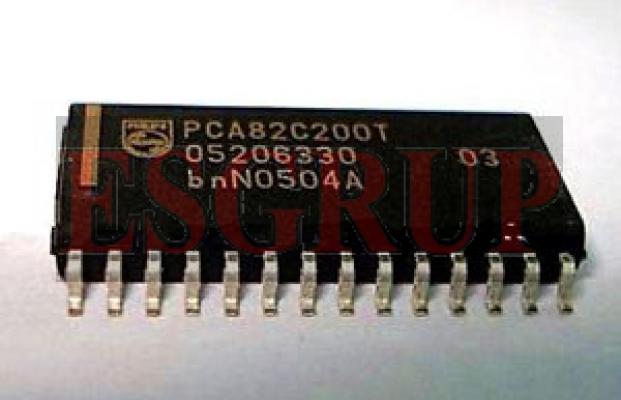 PHILIPS
PCA82C200T
05206330 03
bnN0504A
ESGRUP